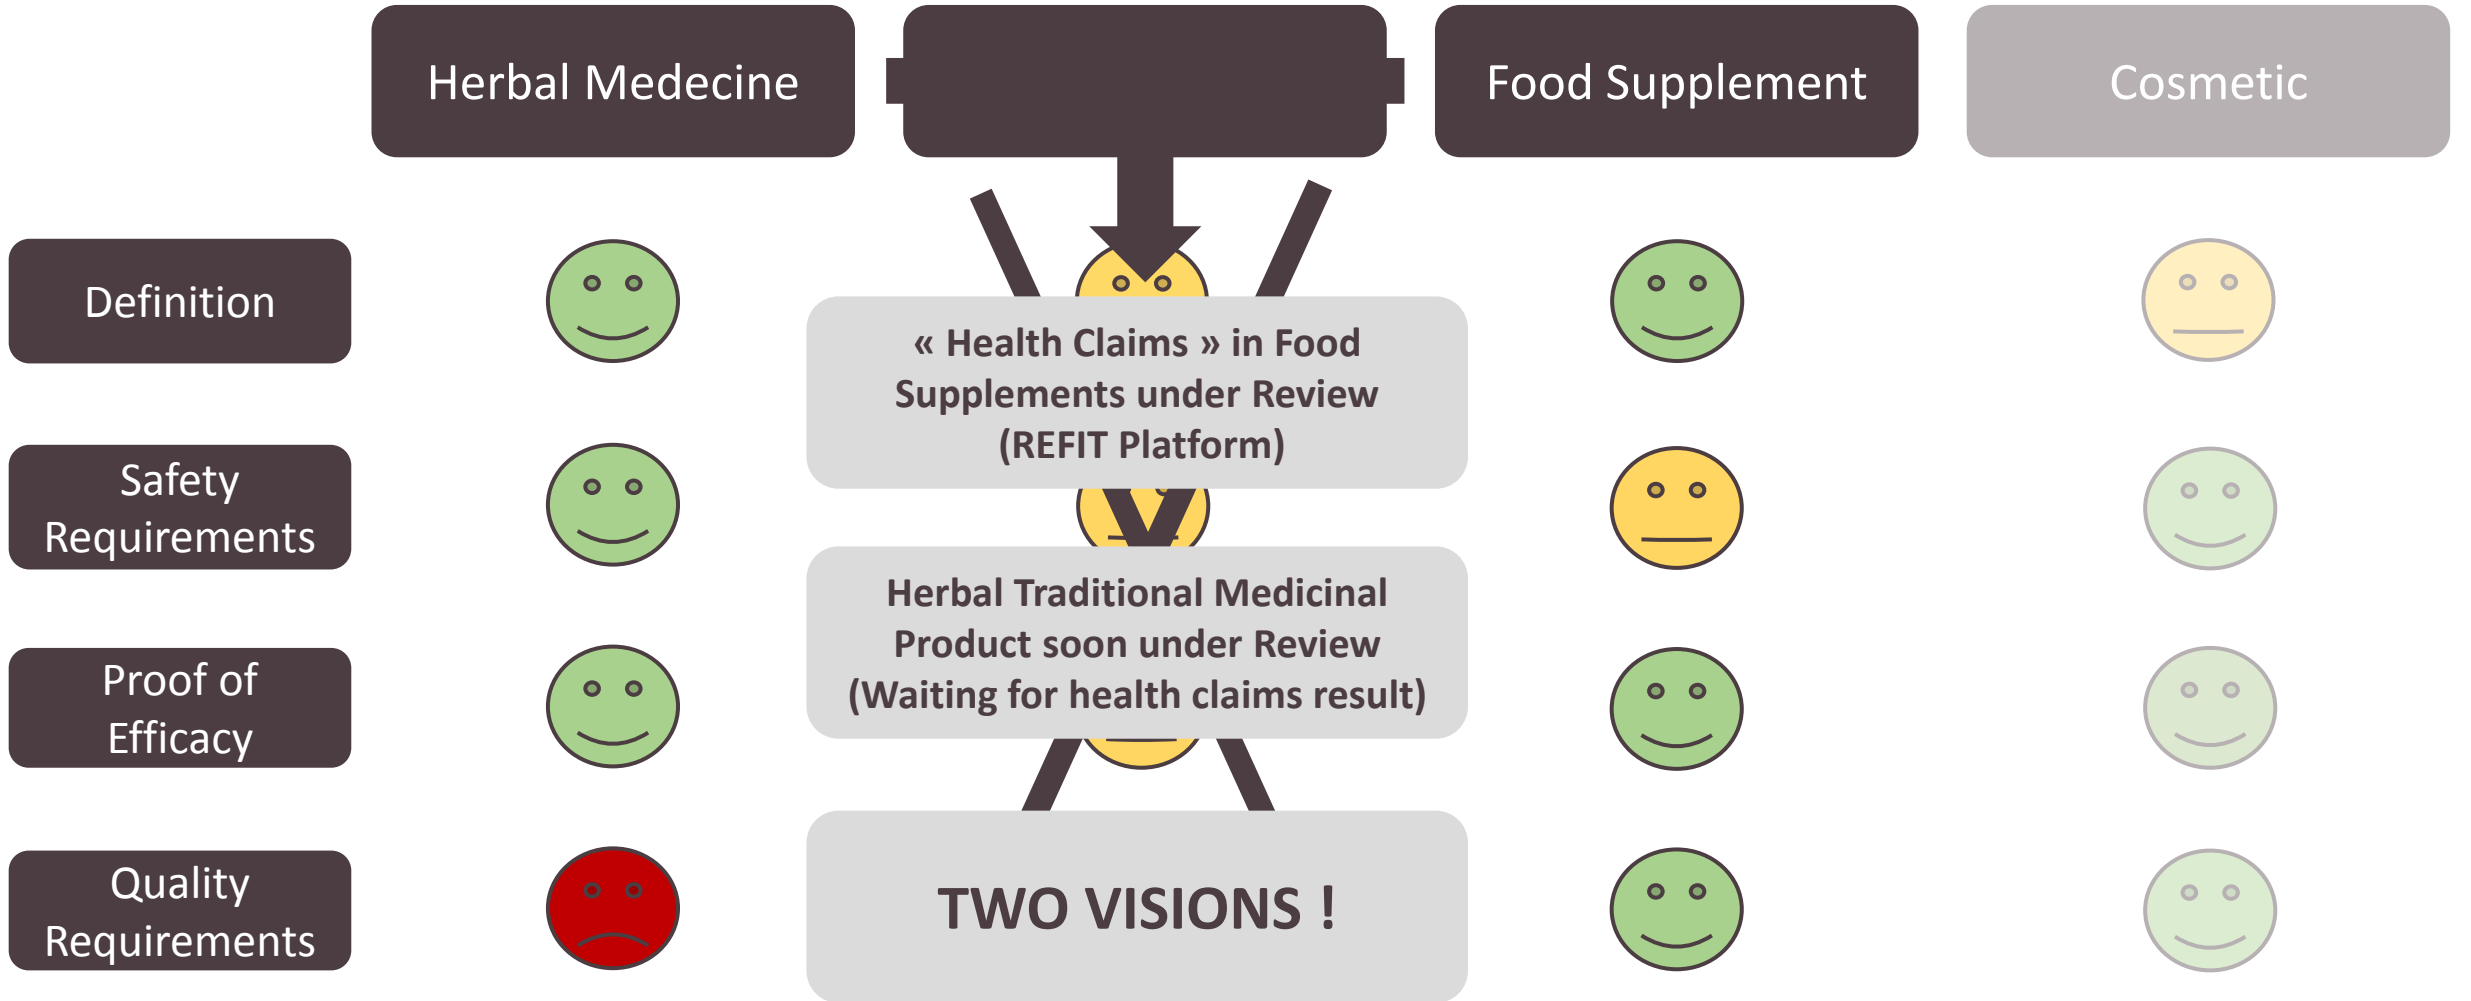 Herbal Medecine
Food Supplement
Cosmetic
Definition
« Health Claims » in Food
Supplements under Review
(REFIT Platform)
Safety
Requirements
Herbal Traditional Medicinal
Product soon under Review
(Waiting for health claims result)
Proof of
Efficacy
Quality
Requirements
TWO VISIONS !